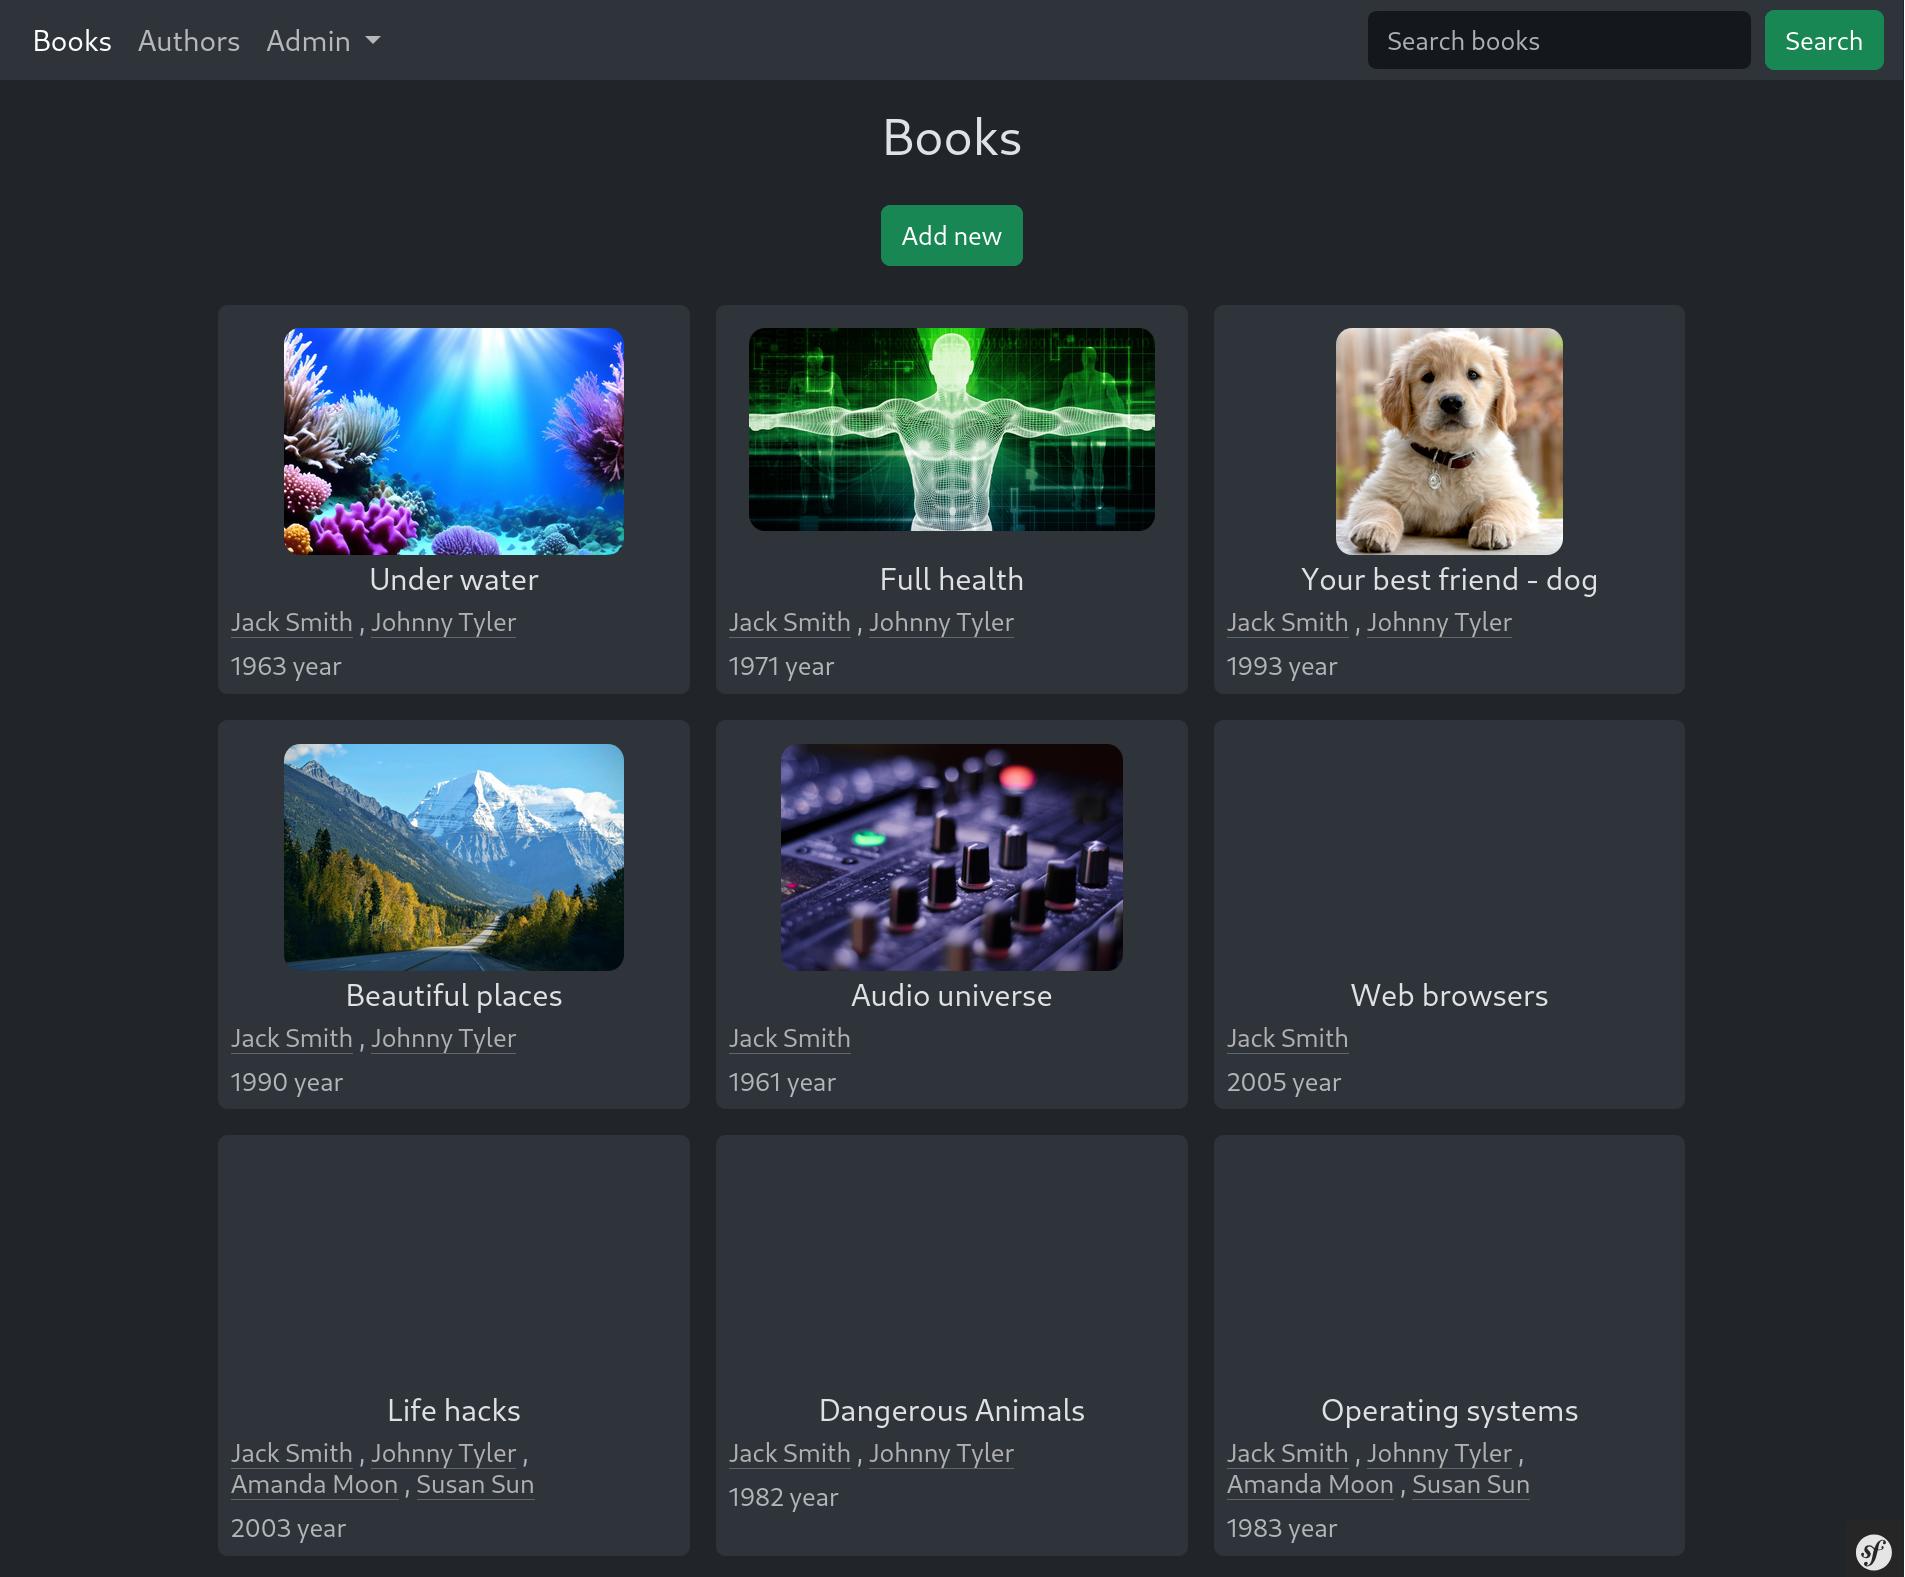 Books Authors Admin Search books Search
Books
Add new
Under water
Jack Smith , Johnny Tyler
1963 year
Full health
Jack Smith , Johnny Tyler
1971 year
Your best friend - dog
Jack Smith , Johnny Tyler
1993 year
Beautiful places
Jack Smith , Johnny Tyler
1990 year
Audio universe
Jack Smith
1961 year
Web browsers
Jack Smith
2005 year
Life hacks
Jack Smith , Johnny Tyler ,
Amanda Moon , Susan Sun
2003 year
Dangerous Animals
Jack Smith , Johnny Tyler
1982 year
Operating systems
Jack Smith , Johnny Tyler ,
Amanda Moon , Susan Sun
1983 year
sf